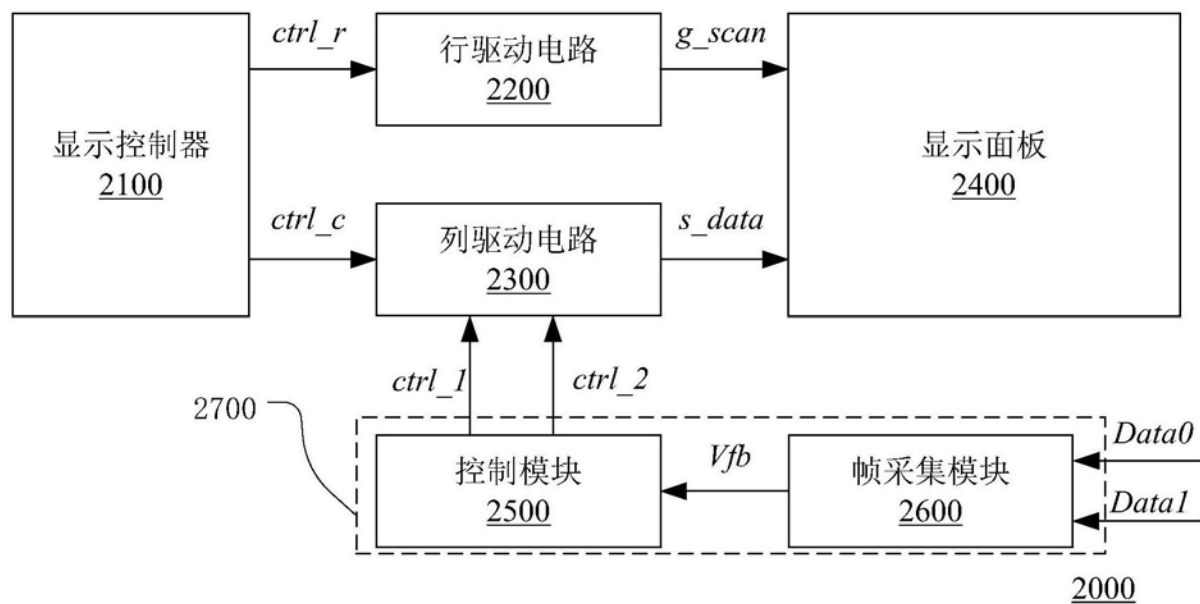 ctrl_r
行驱动电路
2200
g_scan
显示控制器
2100
显示面板
2400
ctrl_c
列驱动电路
2300
s_data
ctrl_1
ctrl_2
2700
控制模块
2500
Vfb
帧采集模块
2600
Data0
Data1
2000